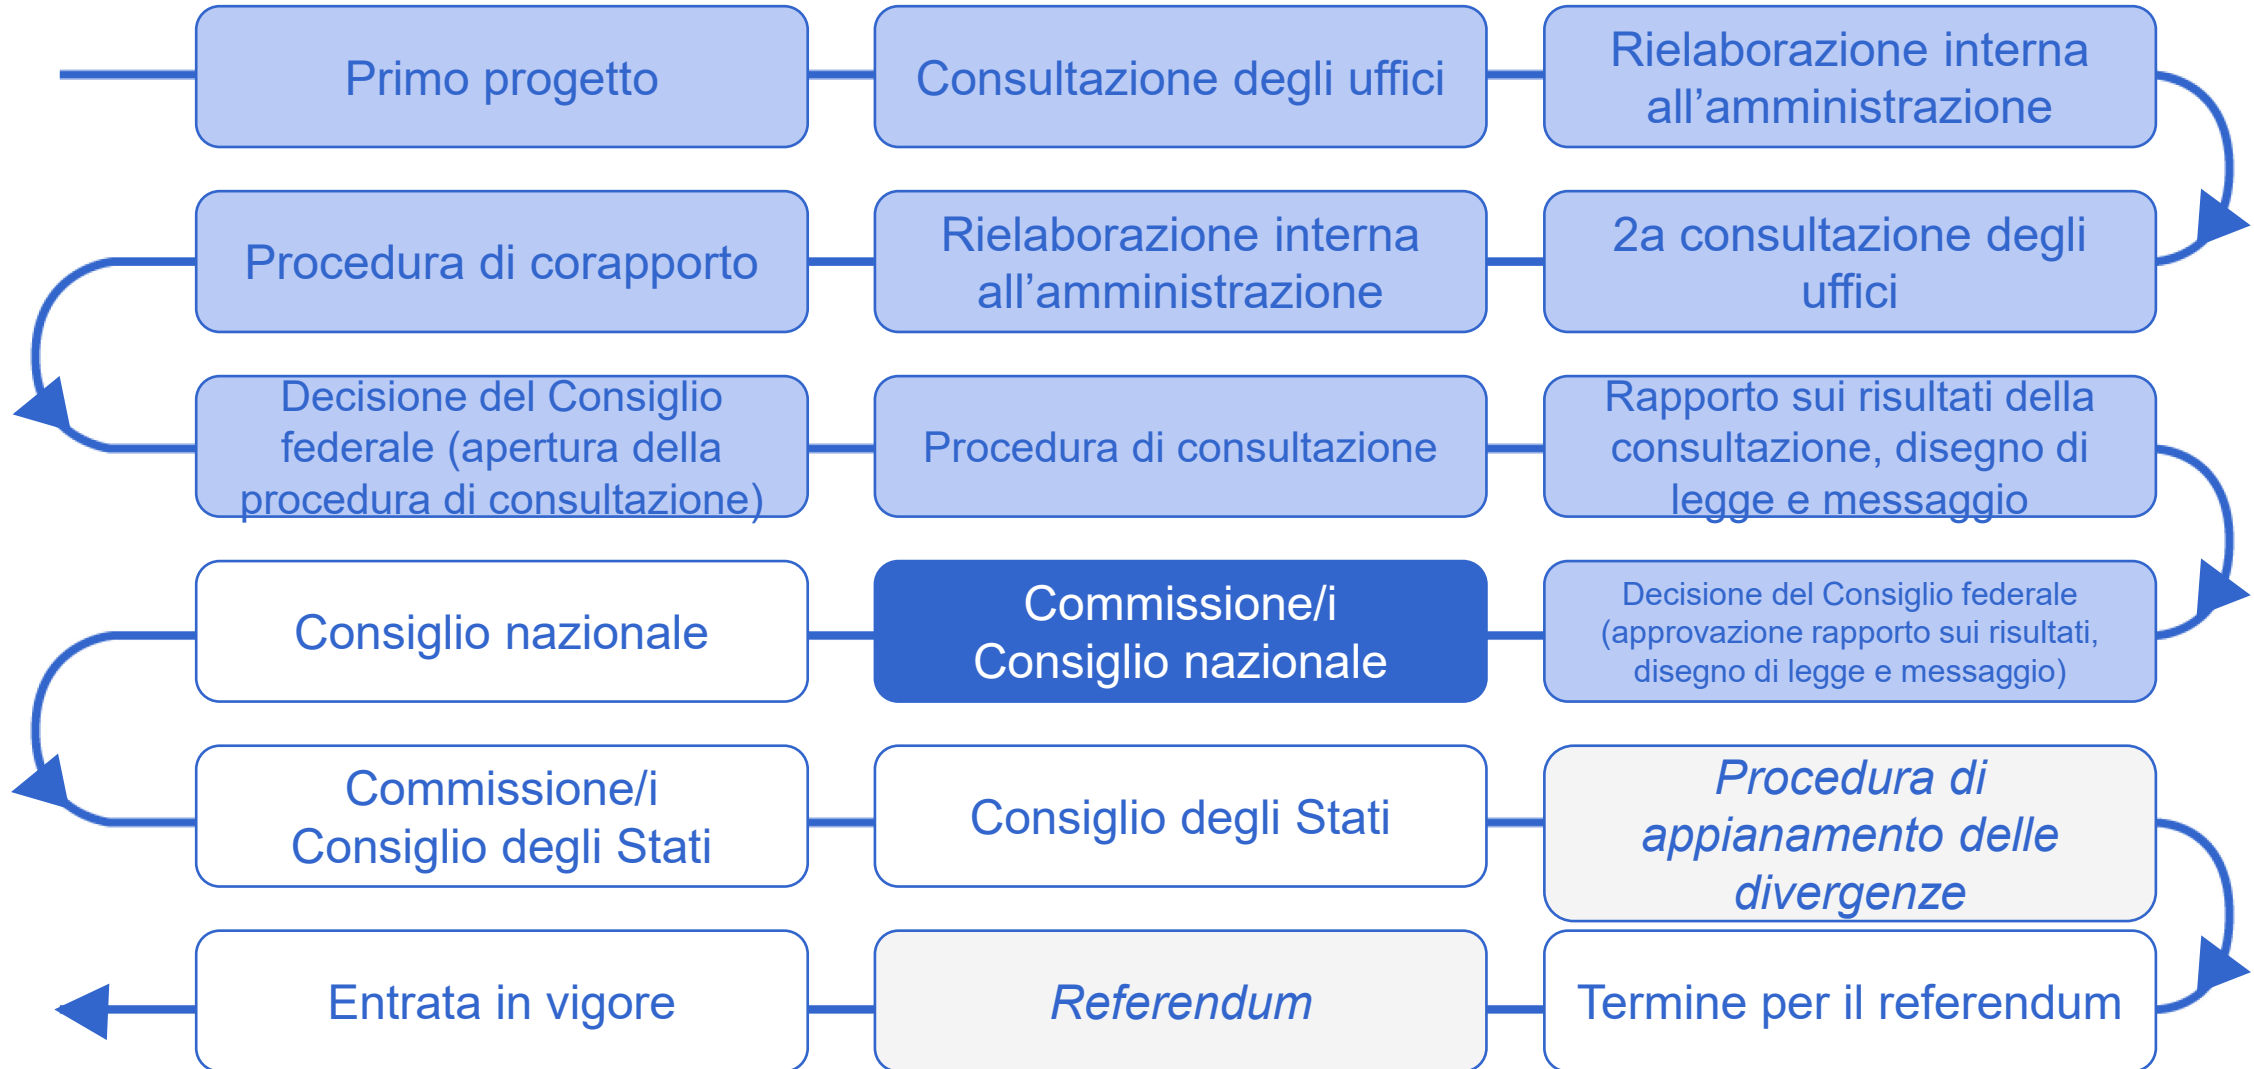 Primo progetto
Consultazione degli uffici
Rielaborazione interna
all’amministrazione
Procedura di corapporto
Rielaborazione interna
all’amministrazione
2a consultazione degli
uffici
Decisione del Consiglio
federale (apertura della
procedura di consultazione)
Procedura di consultazione
Rapporto sui risultati della
consultazione, disegno di
legge e messaggio
Consiglio nazionale
Commissione/i
Consiglio nazionale
Decisione del Consiglio federale
(approvazione rapporto sui risultati,
disegno di legge e messaggio)
Commissione/i
Consiglio degli Stati
Consiglio degli Stati
Procedura di
appianamento delle
divergenze
Entrata in vigore
Referendum
Termine per il referendum